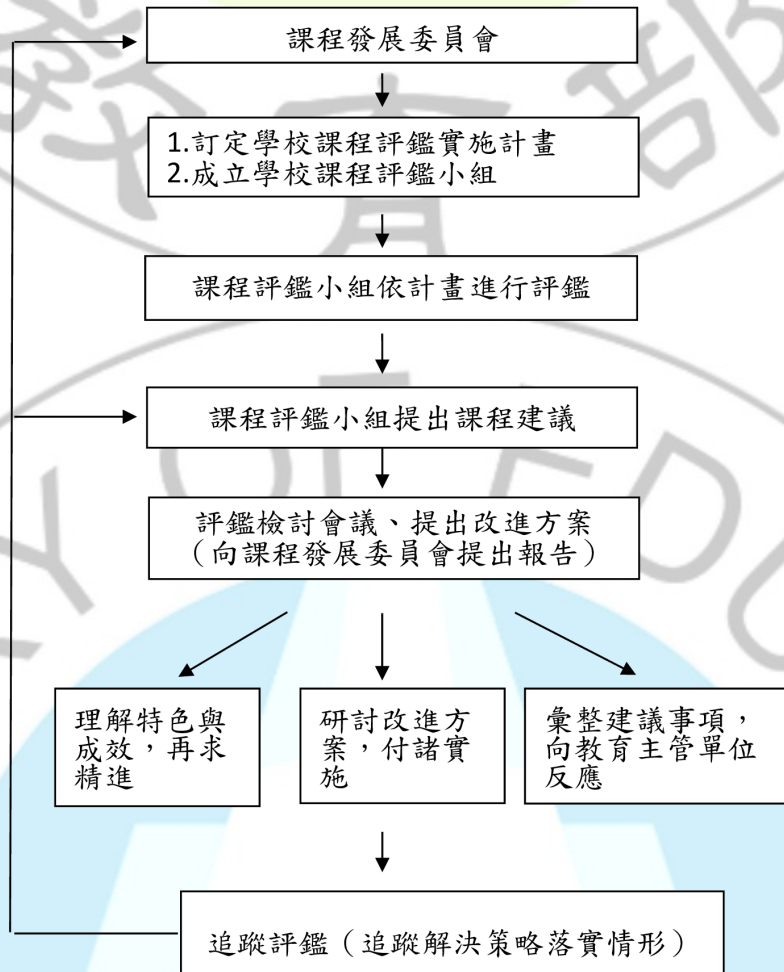 教育部
Y OF EDU
課程發展委員會
1.訂定學校課程評鑑實施計畫
2.成立學校課程評鑑小組
課程評鑑小組依計畫進行評鑑
課程評鑑小組提出課程建議
評鑑檢討會議、提出改進方案
（向課程發展委員會提出報告）
理解特色與
成效，再求
精進
研討改進方
案，付諸實
施
彙整建議事項，
向教育主管單位
反應
追蹤評鑑（追蹤解決策略落實情形）